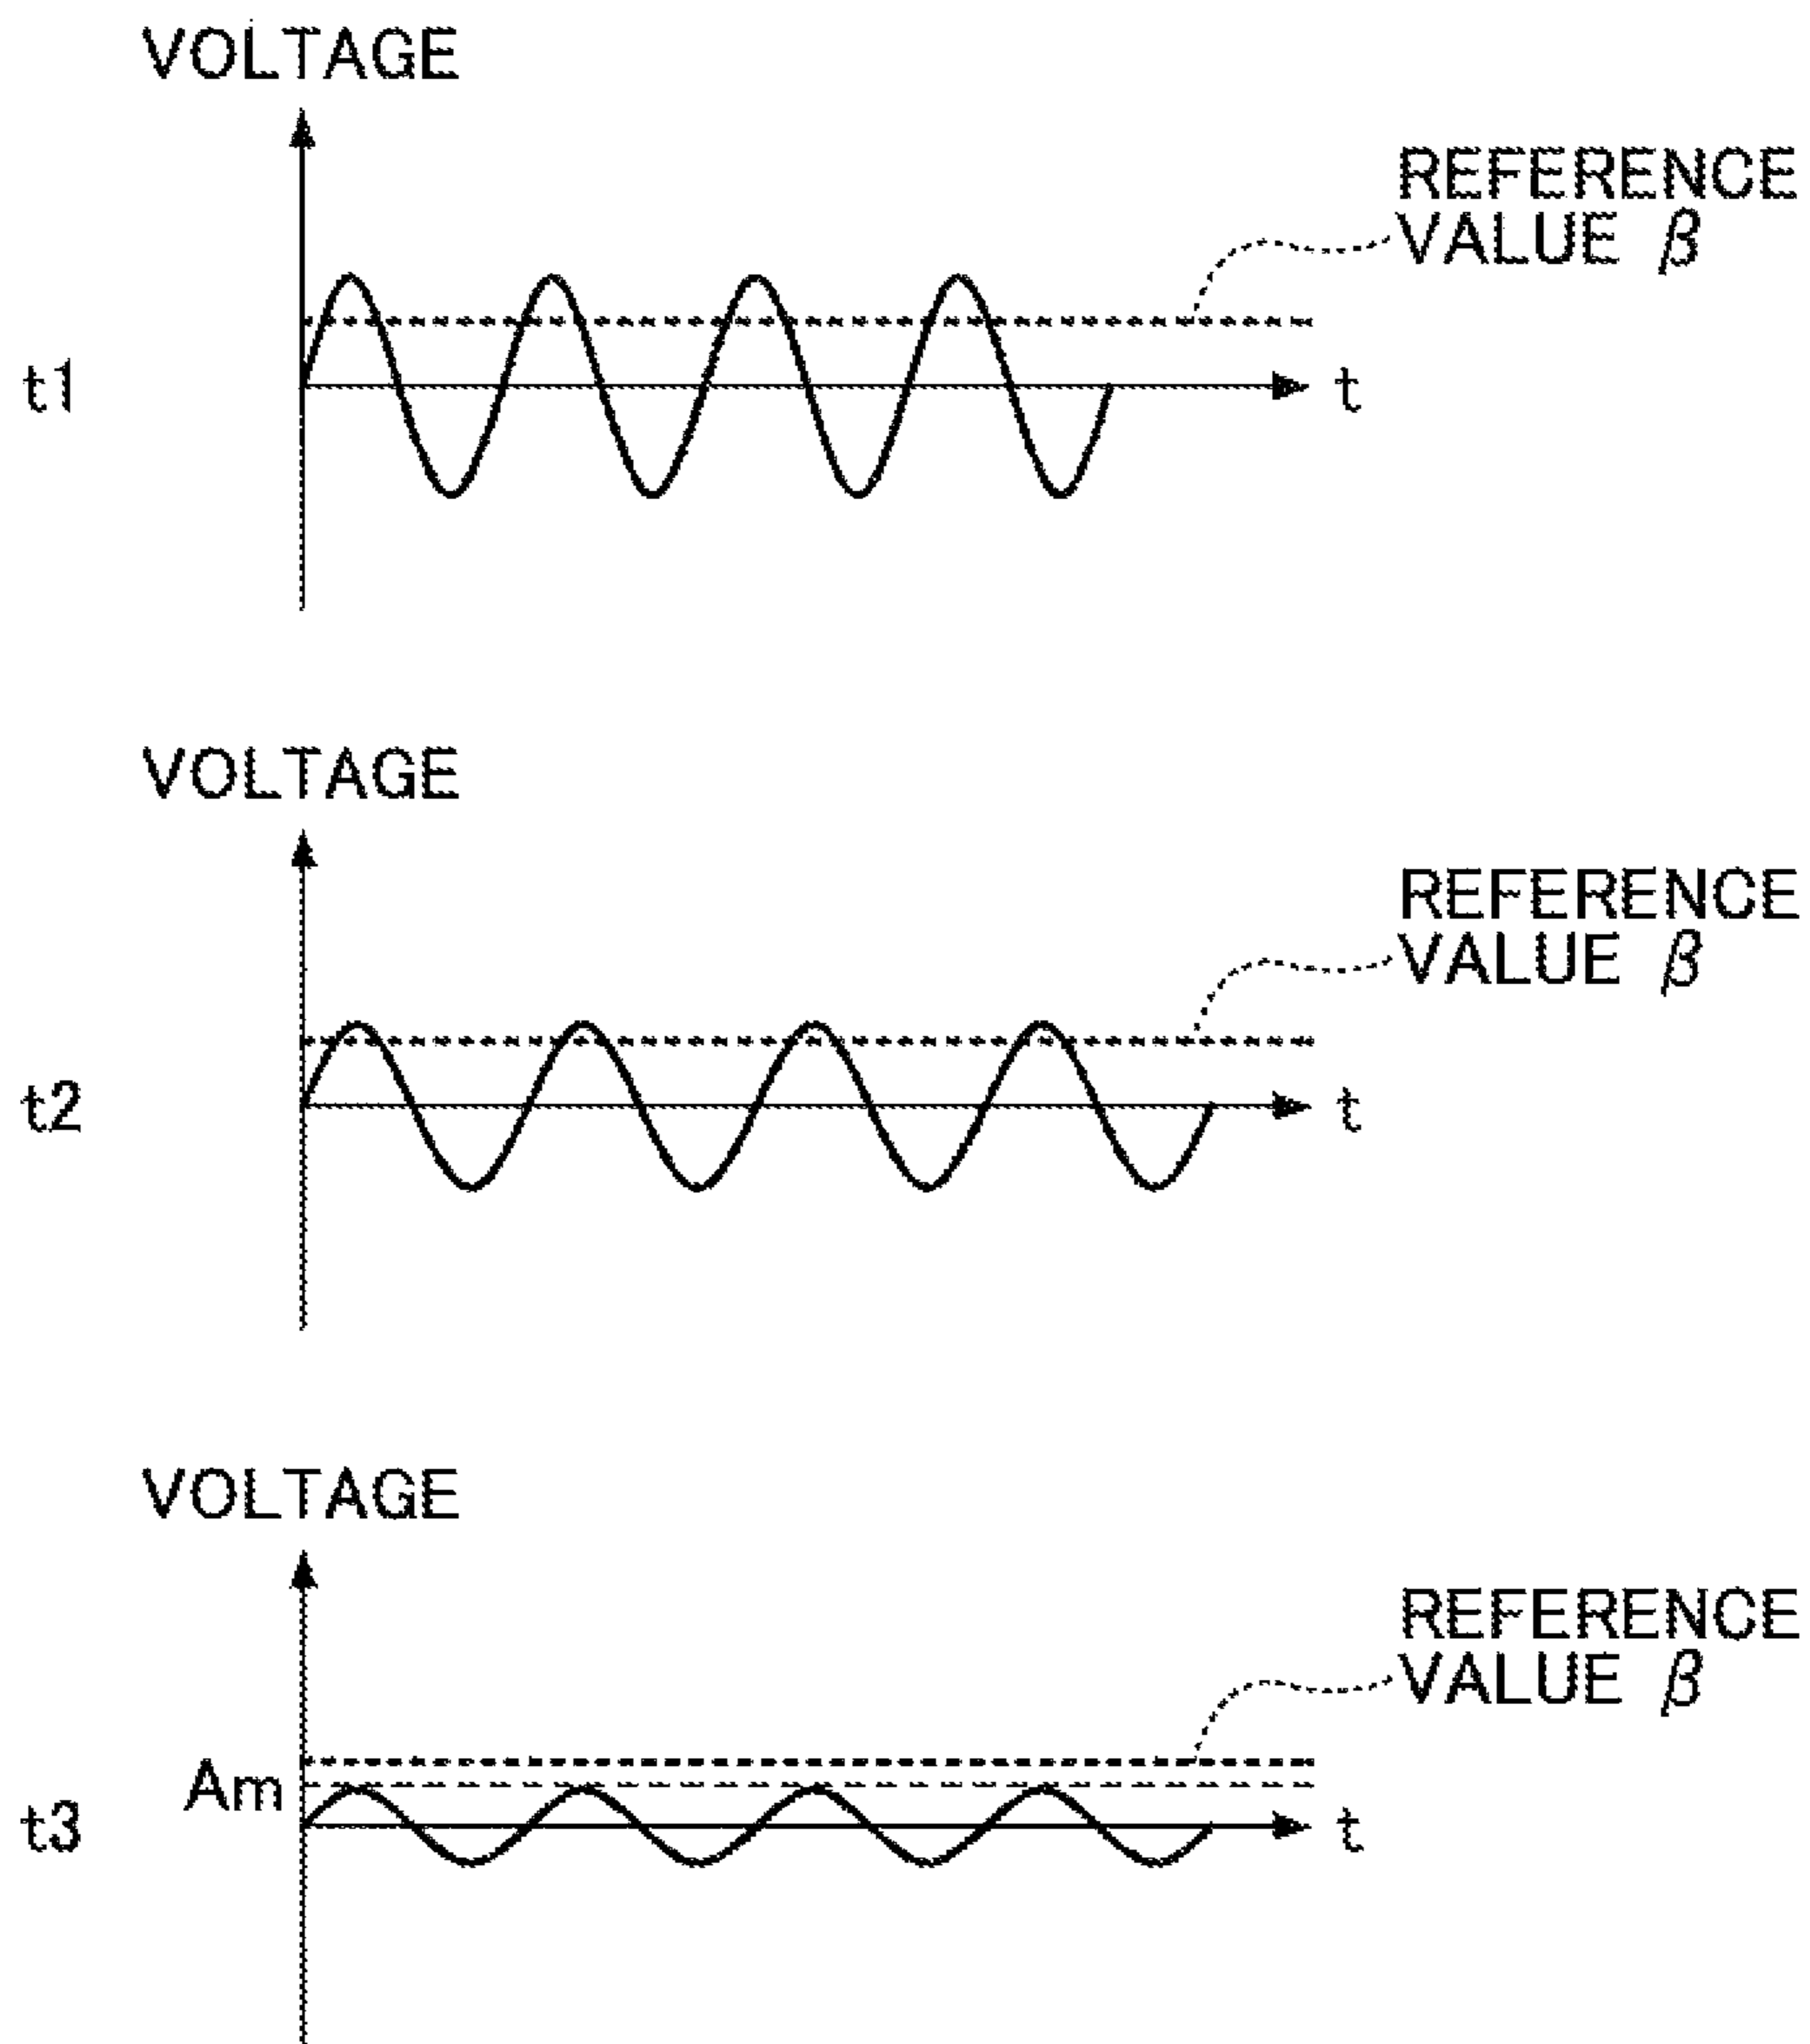 VOLTAGE
REFERENCE
VALUE β
t1
t
VOLTAGE
REFERENCE
VALUE β
t2
t
VOLTAGE
REFERENCE
VALUE β
Am
t3
t